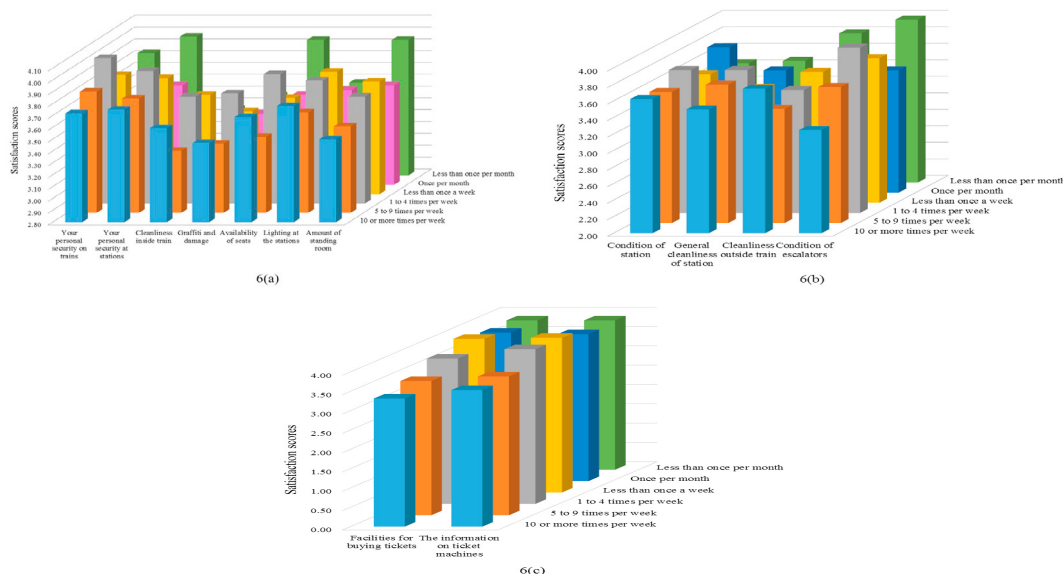 4.10
4.00
3.90
3.80
3.70
3.60
3.50
3.40
3.30
3.20
3.10
3.00
2.90
2.80
Satisfaction scores
Your
personal
security on
trains
Your
personal
security at
stations
Cleanliness
inside train
Graffiti and
damage
Availability
of seats
Lighting at
the stations
Amount of
standing
room
Less than once per month
Once per month
Less than once a week
1 to 4 times per week
5 to 9 times per week
10 or more times per week
6(a)
4.00
3.80
3.60
3.40
3.20
3.00
2.80
2.60
2.40
2.20
2.00
Satisfaction scores
Condition of
station
General
cleanliness
of station
Cleanliness
outside train
Condition of
escalators
Less than once per month
Once per month
Less than once a week
1 to 4 times per week
5 to 9 times per week
10 or more times per week
6(b)
4.00
3.50
3.00
2.50
2.00
1.50
1.00
0.50
0.00
Satisfaction scores
Facilities for
buying tickets
The information
on ticket
machines
Less than once per month
Once per month
Less than once a week
1 to 4 times per week
5 to 9 times per week
10 or more times per week
6(c)